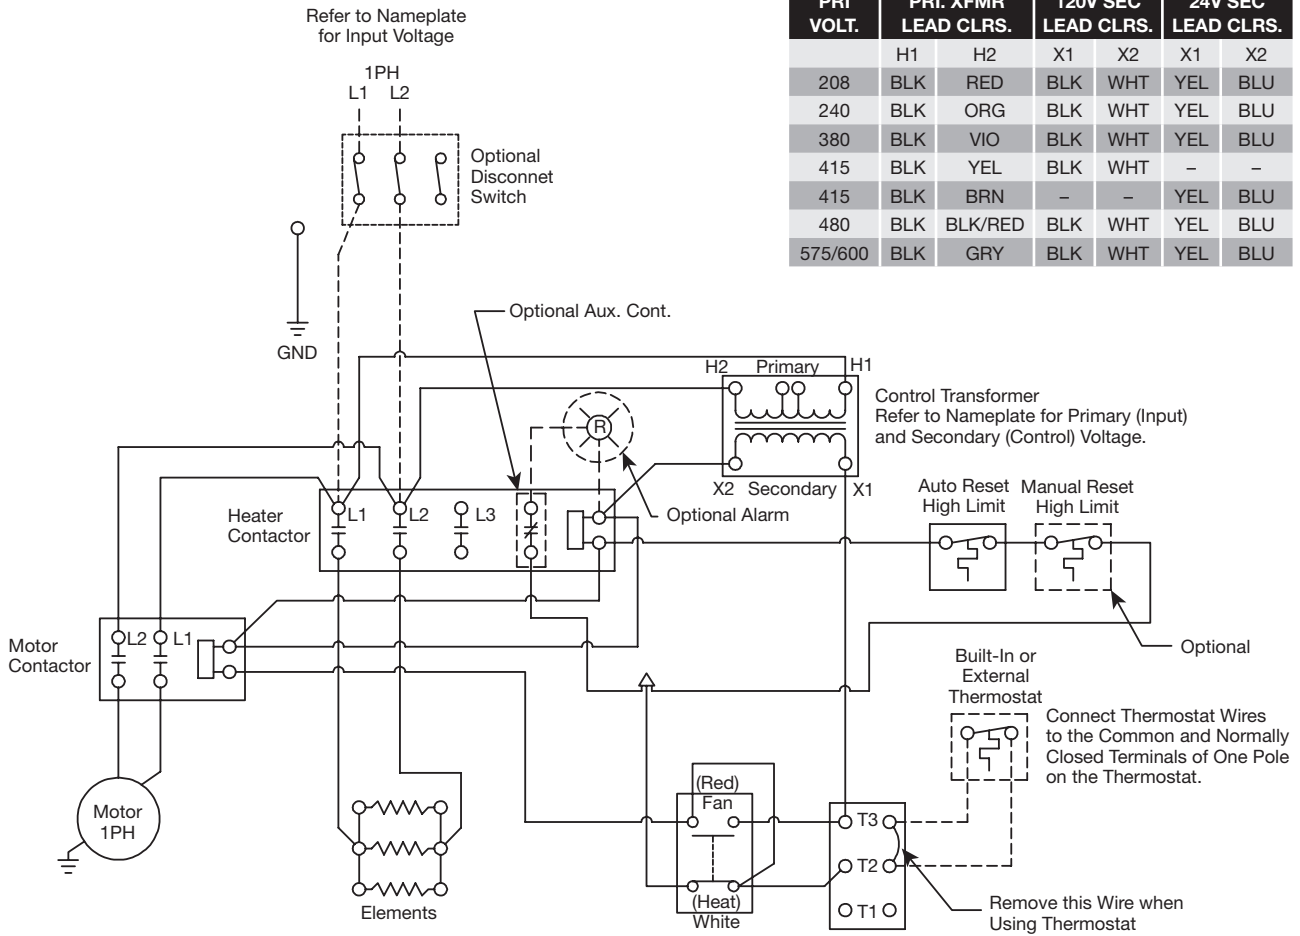 Refer to Nameplate
for Input Voltage
1PH
L1 L2
Optional
Disconnet
Switch
GND
PRI PRI. XFMR 120V SEC 24V SEC
VOLT. LEAD CLRS. LEAD CLRS. LEAD CLRS.
H1 H2 X1 X2 X1 X2
208 BLK RED BLK WHT YEL BLU
240 BLK ORG BLK WHT YEL BLU
380 BLK VIO BLK WHT YEL BLU
415 BLK YEL BLK WHT – –
415 BLK BRN – – YEL BLU
480 BLK BLK/RED BLK WHT YEL BLU
575/600 BLK GRY BLK WHT YEL BLU
Optional Aux. Cont.
H2 Primary H1
R
Control Transformer
Refer to Nameplate for Primary (Input)
and Secondary (Control) Voltage.
X2 Secondary X1
Optional Alarm
Heater
Contactor
L1 L2 L3
Auto Reset
High Limit
Manual Reset
High Limit
Optional
Motor
Contactor
L2 L1
Built-In or
External
Thermostat
Connect Thermostat Wires
to the Common and Normally
Closed Terminals of One Pole
on the Thermostat.
Motor
1PH
Elements
(Red)
Fan
(Heat)
White
T3
T2
T1
Remove this Wire when
Using Thermostat